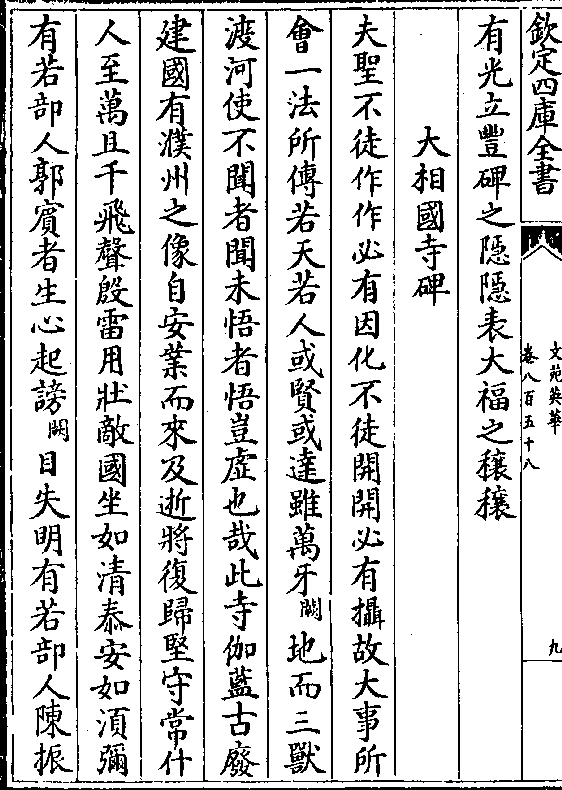 欽定四庫全書
文苑英華
卷八百五十八
九
有光立豐碑之隱隱表大福之穰穰
大相國寺碑
夫聖不徒作作必有因化不徒開開必有攝故大事所
會一法所傳若天若人或賢或達雖萬牙闕地而三獸
渡河使不聞者聞未悟者悟豈虛也哉此寺伽藍古廢
建國有濮州之像自安業而來及逝將復歸堅守常什
人至萬且千飛聲殷雷用壯敵國坐如清泰安如須彌
有若部人郭賓者生心起謗闕目失明有若部人陳振